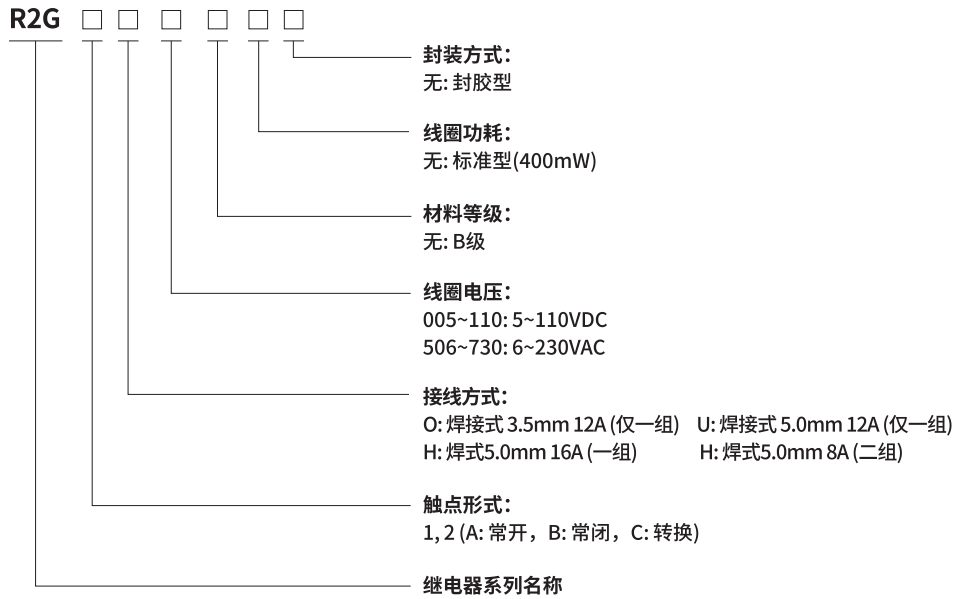 R2G □ □ □ □ □ □
封装方式：
无: 封胶型
线圈功耗：
无: 标准型(400mW)
材料等级：
无: B级
线圈电压：
005~110: 5~110VDC
506~730: 6~230VAC
接线方式：
O: 焊接式 3.5mm 12A (仅一组) U: 焊接式 5.0mm 12A (仅一组)
H: 焊式5.0mm 16A (一组) H: 焊式5.0mm 8A (二组)
触点形式：
1, 2 (A: 常开，B: 常闭，C: 转换)
继电器系列名称